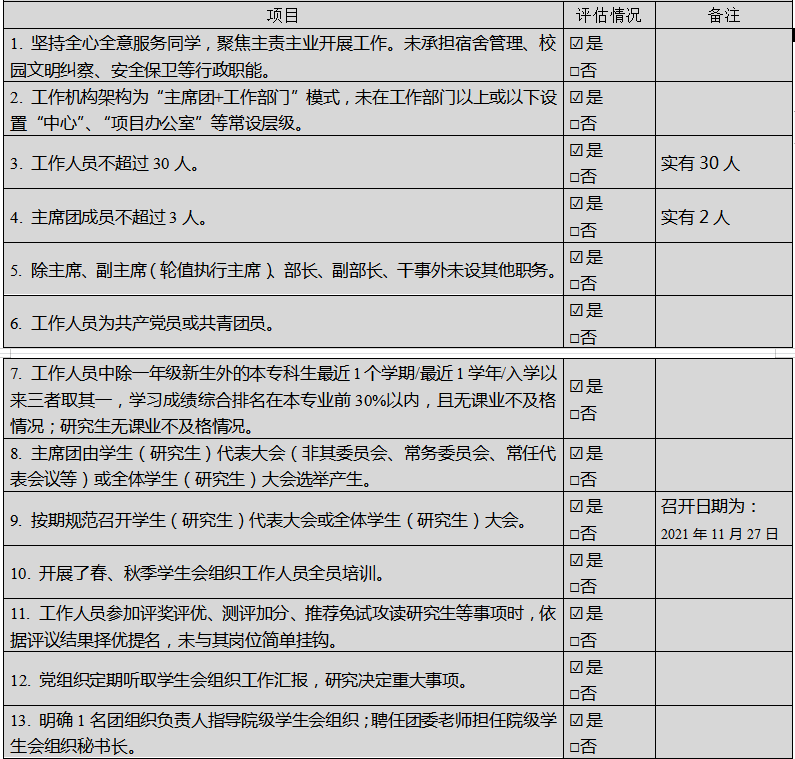 项目 评估情况 备注
1. 坚持全心全意服务同学，聚焦主责主业开展工作。未承担宿舍管理、校
园文明纠察、安全保卫等行政职能。
☑是
□否
2. 工作机构架构为“主席团+工作部门”模式，未在工作部门以上或以下设
置“中心”、“项目办公室”等常设层级。
☑是
□否
3. 工作人员不超过 30 人。
☑是
□否
实有 30 人
4. 主席团成员不超过 3 人。
☑是
□否
实有 2 人
5. 除主席、副主席（轮值执行主席）、部长、副部长、干事外未设其他职务。
☑是
□否
6. 工作人员为共产党员或共青团员。
☑是
□否
7. 工作人员中除一年级新生外的本专科生最近 1 个学期/最近 1 学年/入学以
来三者取其一，学习成绩综合排名在本专业前 30%以内，且无课业不及格
情况；研究生无课业不及格情况。
☑是
□否
8. 主席团由学生（研究生）代表大会（非其委员会、常务委员会、常任代
表会议等）或全体学生（研究生）大会选举产生。
☑是
□否
9. 按期规范召开学生（研究生）代表大会或全体学生（研究生）大会。
☑是
□否
召开日期为：
2021 年 11 月 27 日
10. 开展了春、秋季学生会组织工作人员全员培训。
☑是
□否
11. 工作人员参加评奖评优、测评加分、推荐免试攻读研究生等事项时，依
据评议结果择优提名，未与其岗位简单挂钩。
☑是
□否
12. 党组织定期听取学生会组织工作汇报，研究决定重大事项。
☑是
□否
13. 明确 1 名团组织负责人指导院级学生会组织；聘任团委老师担任院级学
生会组织秘书长。
☑是
□否